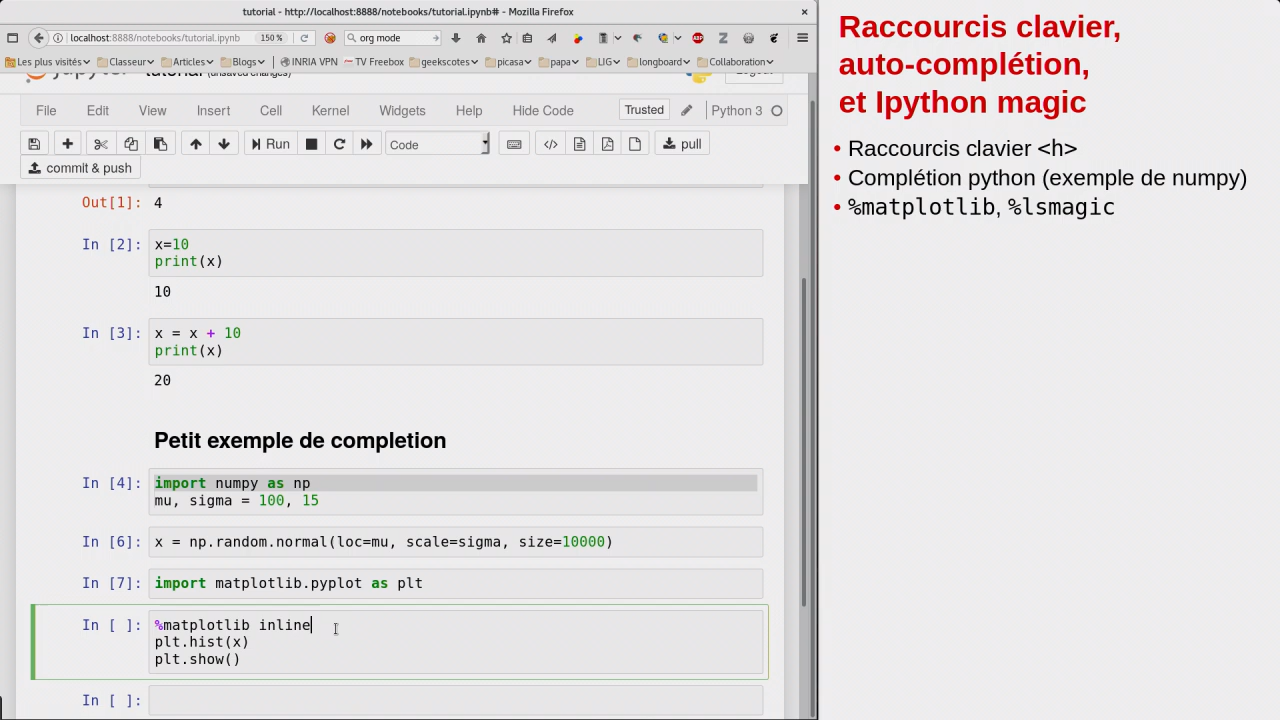 tutorial - http://localhost:8888/notebooks/tutorial.ipynb# - Mozilla Firefox
localhost:8888/notebooks/tutorial.ipynb 150% org mode
Les plus visités Classeur Articles Blogs IPVPN TV Freebox geekscotes picasa papa LIG longboard Collaboration
File Edit View Insert Cell Kernel Widgets Help Hide Code Trusted Python 3
Run Code pull
commit & push
Out[1]: 4
In [2]: x=10
print(x)
10
In [3]: x = x + 10
print(x)
20
Petit exemple de completion
In [4]: import numpy as np
mu, sigma = 100, 15
In [6]: x = np.random.normal(loc=mu, scale=sigma, size=10000)
In [7]: import matplotlib.pyplot as plt
In [ ]: %matplotlib inline
plt.hist(x)
plt.show()
In [ ]:
Raccourcis clavier,
auto-complétion,
et Ipython magic
• Raccourcis clavier <h>
• Complétion python (exemple de numpy)
• %matplotlib, %lsmagic